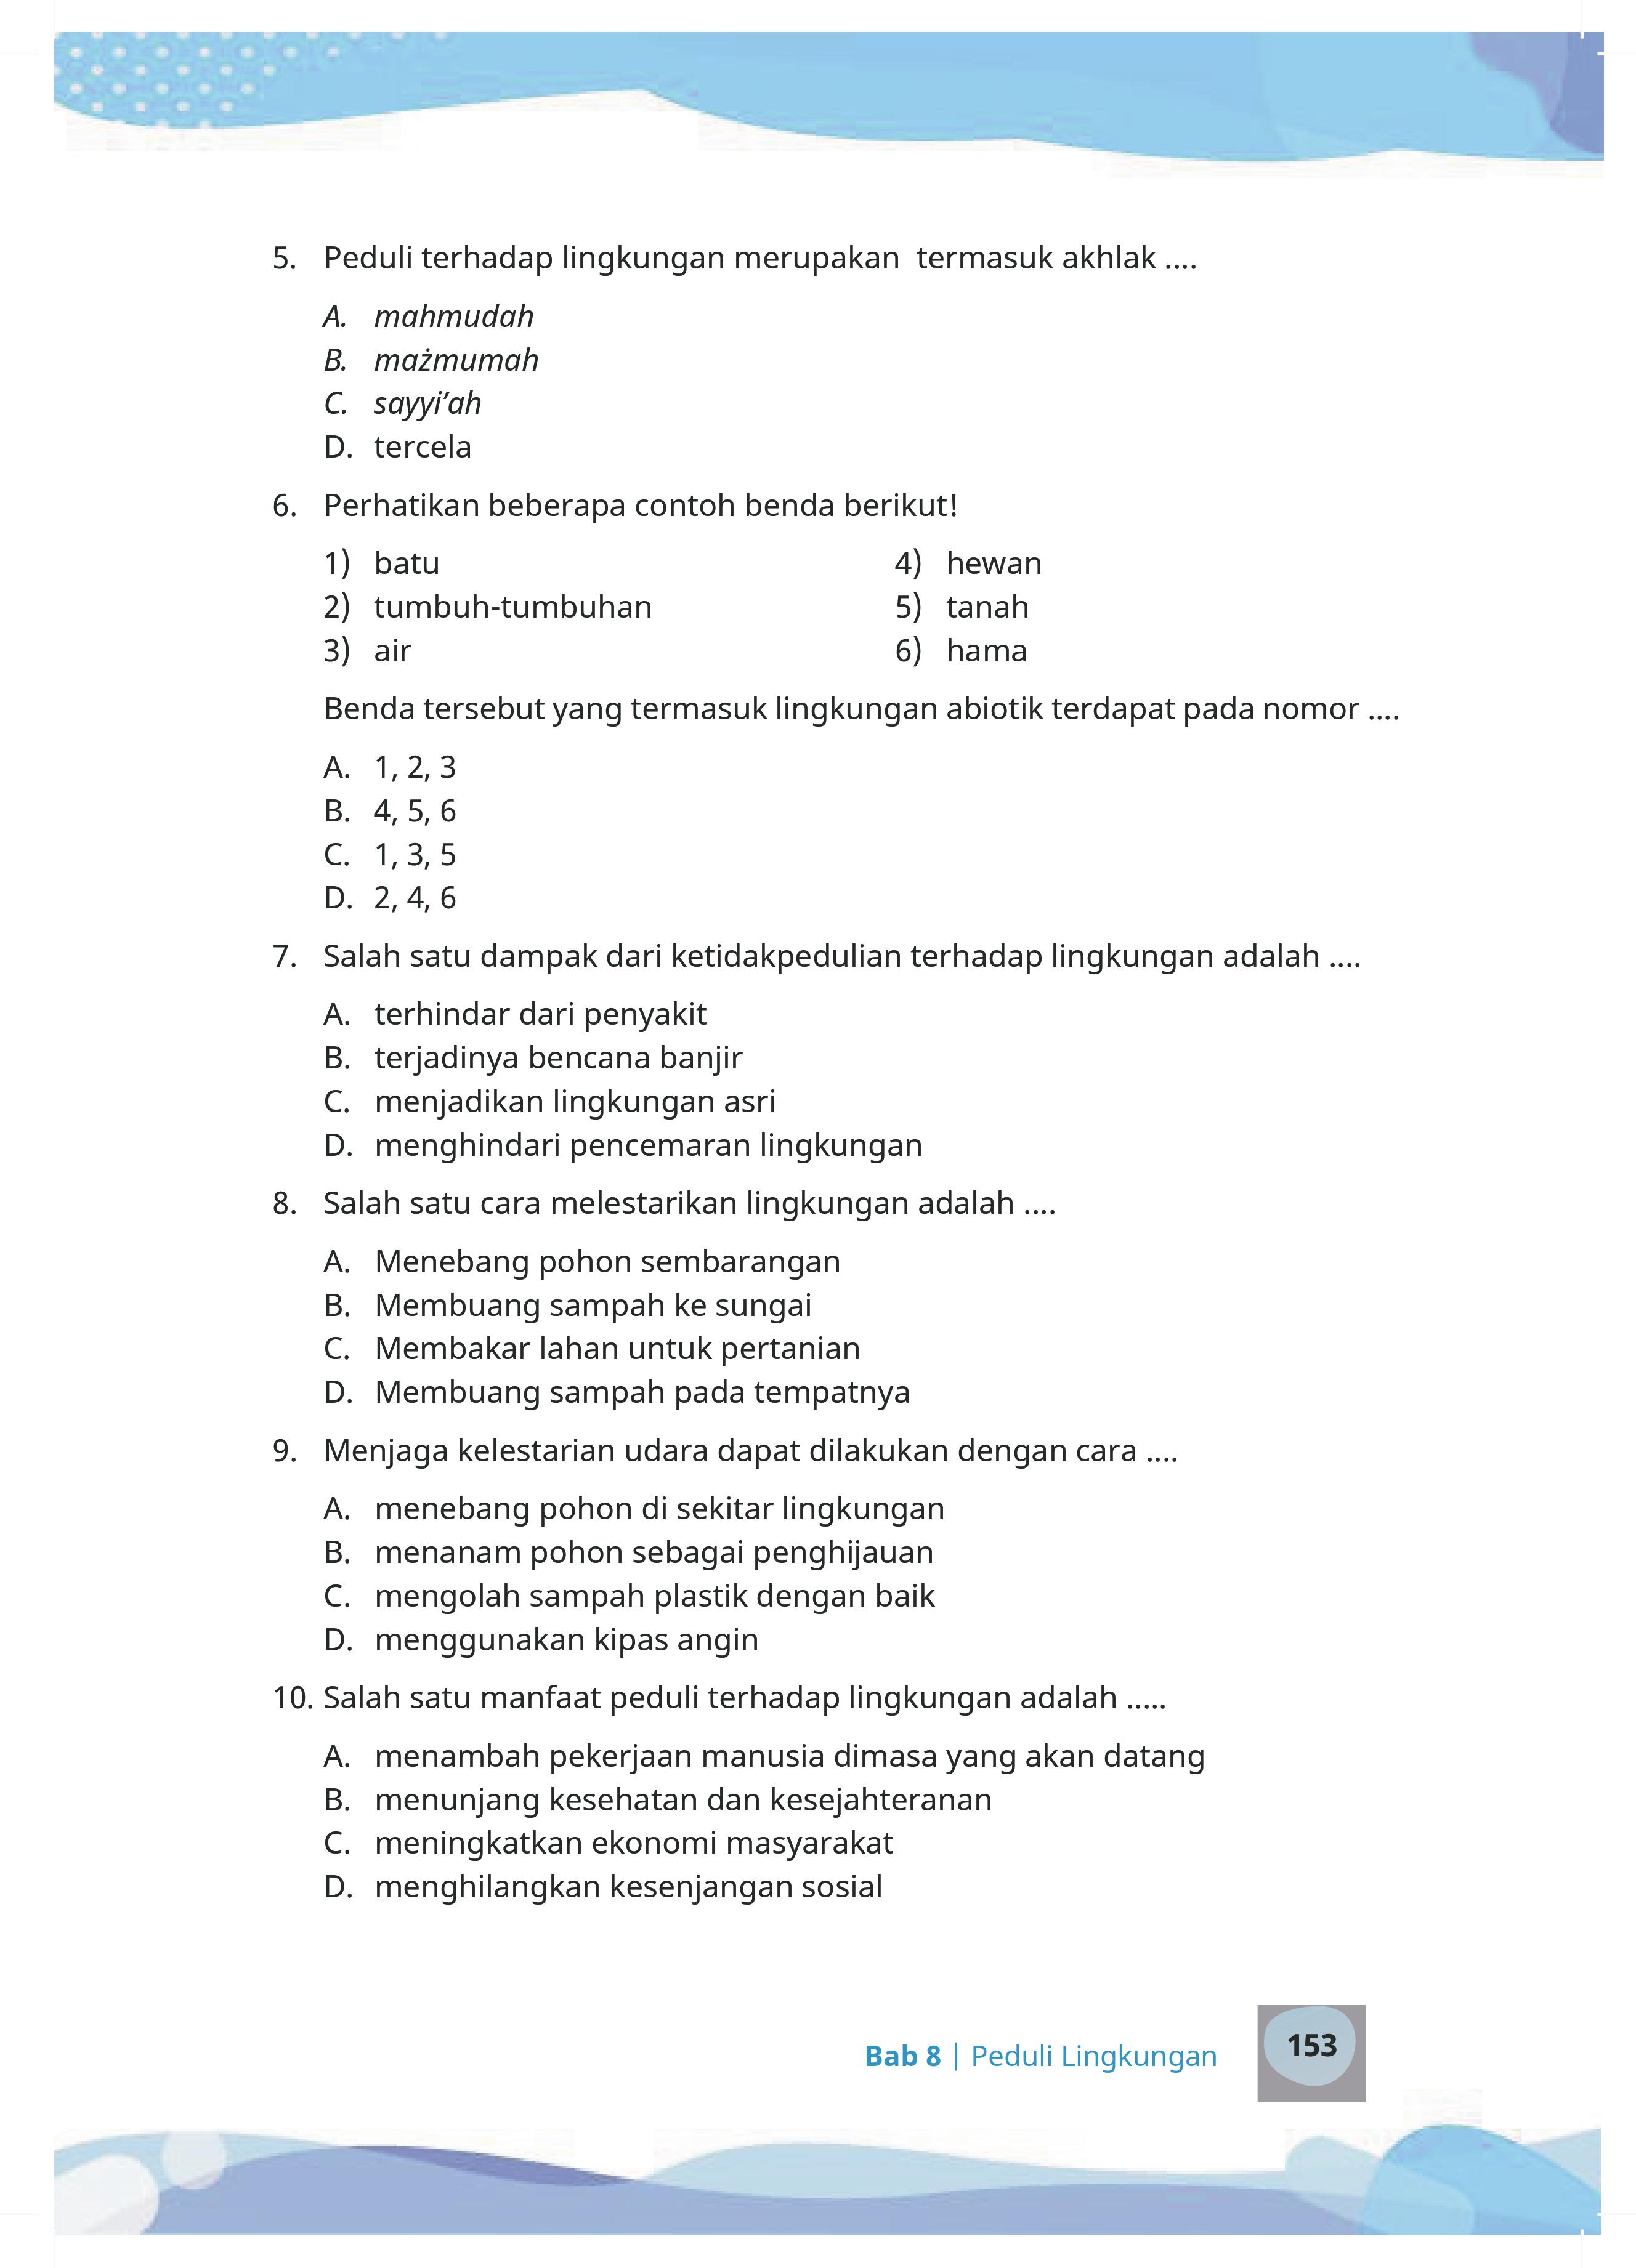 5. Peduli terhadap lingkungan merupakan  termasuk akhlak ....
A. mahmudah
B. mażmumah
C. sayyi’ah
D. tercela
6. Perhatikan beberapa contoh benda berikut!
1) batu
2) tumbuh-tumbuhan
3) air
4) hewan
5) tanah
6) hama
Benda tersebut yang termasuk lingkungan abiotik terdapat pada nomor ....
A. 1, 2, 3
B. 4, 5, 6
C. 1, 3, 5
D. 2, 4, 6
7. Salah satu dampak dari ketidakpedulian terhadap lingkungan adalah ....
A. terhindar dari penyakit
B. terjadinya bencana banjir
C. menjadikan lingkungan asri
D. menghindari pencemaran lingkungan
8. Salah satu cara melestarikan lingkungan adalah ....
A. Menebang pohon sembarangan
B. Membuang sampah ke sungai
C. Membakar lahan untuk pertanian
D. Membuang sampah pada tempatnya
9. Menjaga kelestarian udara dapat dilakukan dengan cara ....
A. menebang pohon di sekitar lingkungan
B. menanam pohon sebagai penghijauan
C. mengolah sampah plastik dengan baik
D. menggunakan kipas angin
10. Salah satu manfaat peduli terhadap lingkungan adalah .....
A. menambah pekerjaan manusia dimasa yang akan datang
B. menunjang kesehatan dan kesejahteranan
C. meningkatkan ekonomi masyarakat
D. menghilangkan kesenjangan sosial
Bab 8 | Peduli Lingkungan
153